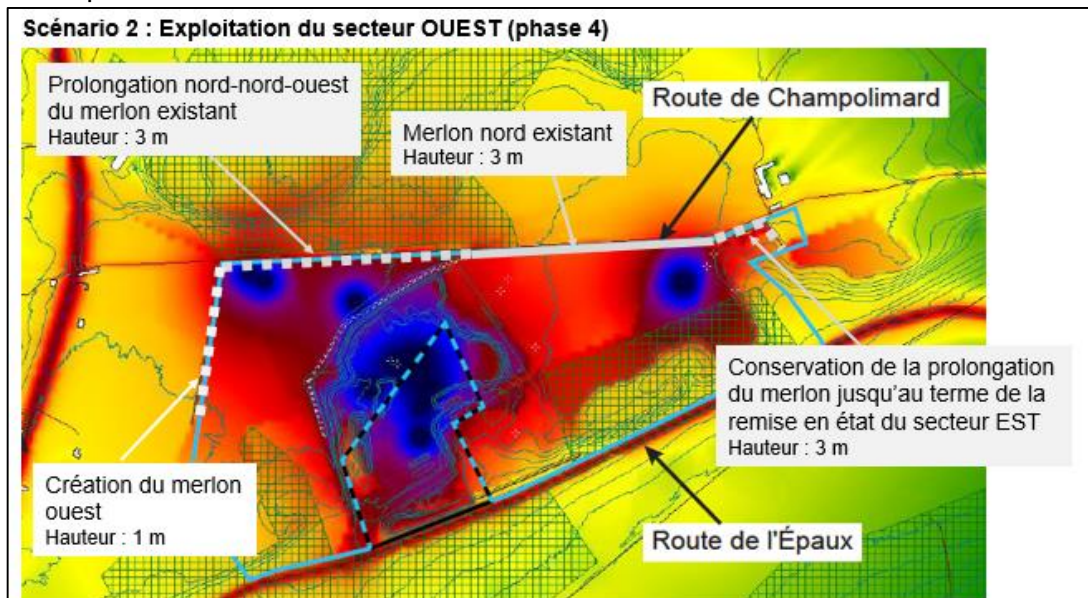 Scénario 2 : Exploitation du secteur OUEST (phase 4)
Prolongation nord-nord-ouest
du merlon existant
Hauteur : 3 m
Merlon nord existant
Hauteur : 3 m
Route de Champolimard
Conservation de la prolongation
du merlon jusqu'au terme de la
remise en état du secteur EST
Hauteur : 3 m
Création du merlon
ouest
Hauteur : 1 m
Route de l'Épaux